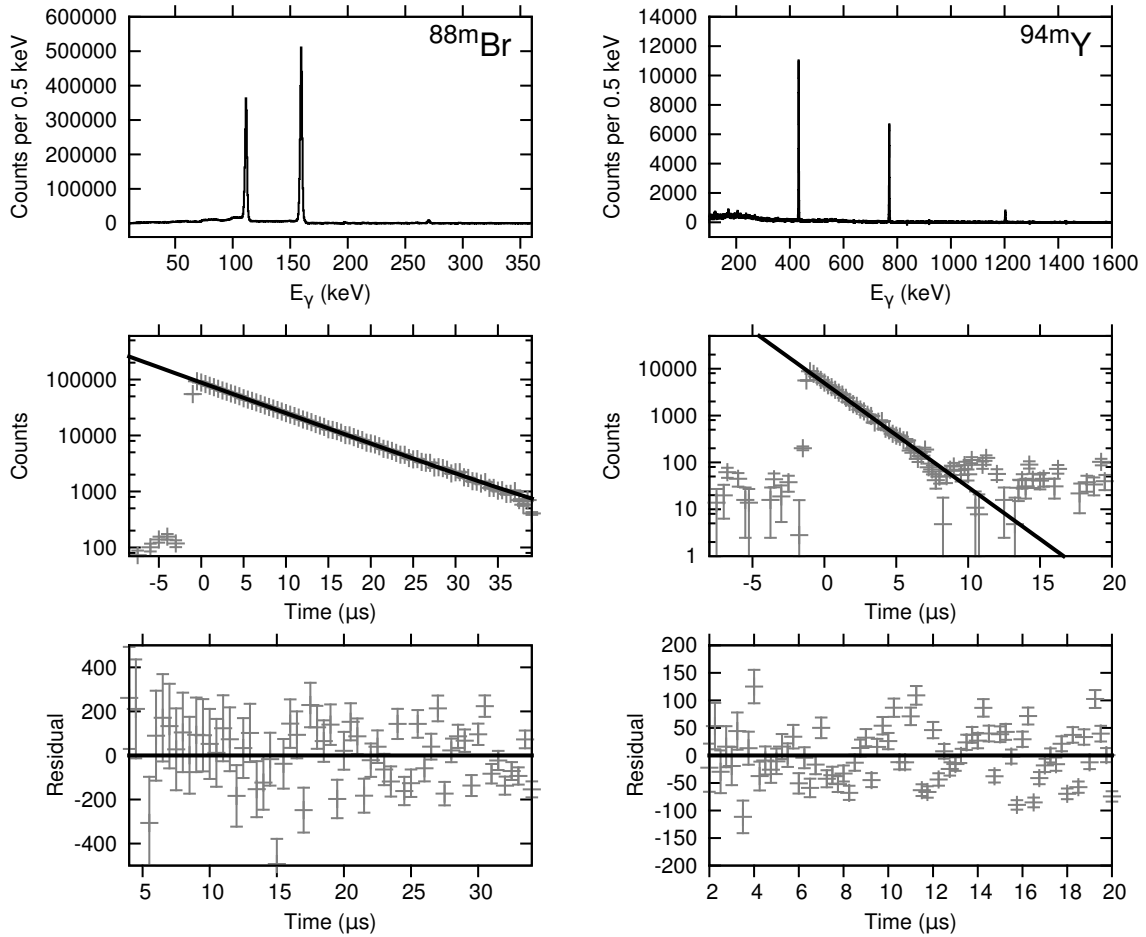 600000
500000
400000
300000
200000
100000
0
Counts per 0.5 keV
88mBr
50 100 150 200 250 300 350
Eγ (keV)
14000
12000
10000
8000
6000
4000
2000
0
Counts per 0.5 keV
94mY
200 400 600 800 1000 1200 1400 1600
Eγ (keV)
100000
10000
1000
100
Counts
-5 0 5 10 15 20 25 30 35
Time (μs)
10000
1000
100
10
1
Counts
-5 0 5 10 15 20
Time (μs)
400
200
0
-200
-400
Residual
5 10 15 20 25 30
Time (μs)
200
150
100
50
0
-50
-100
-150
-200
Residual
2 4 6 8 10 12 14 16 18 20
Time (μs)